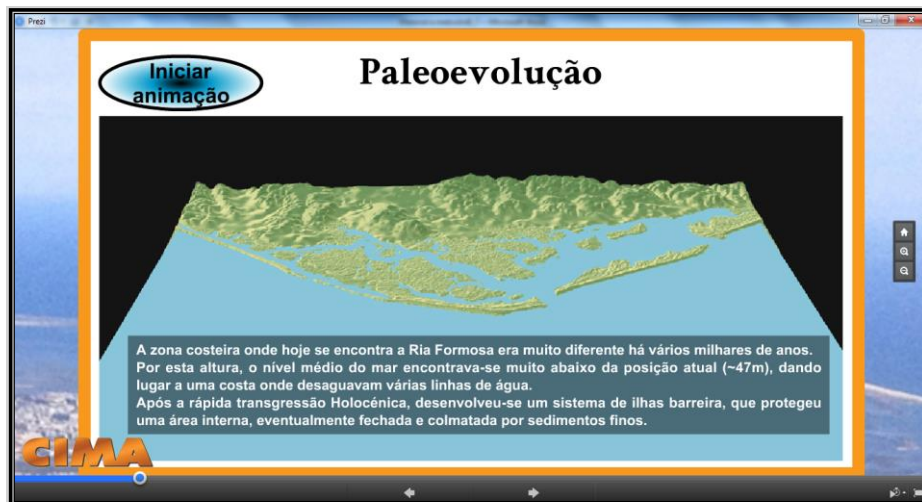 Prezi
Iniciar
animação
Paleoevolução
A zona costeira onde hoje se encontra a Ria Formosa era muito diferente há vários milhares de anos.
Por esta altura, o nível médio do mar encontrava-se muito abaixo da posição atual (~47m), dando
lugar a uma costa onde desaguavam várias linhas de água.
Após a rápida transgressão Holocénica, desenvolveu-se um sistema de ilhas barreira, que protegeu
uma área interna, eventualmente fechada e colmatada por sedimentos finos.
CIMA